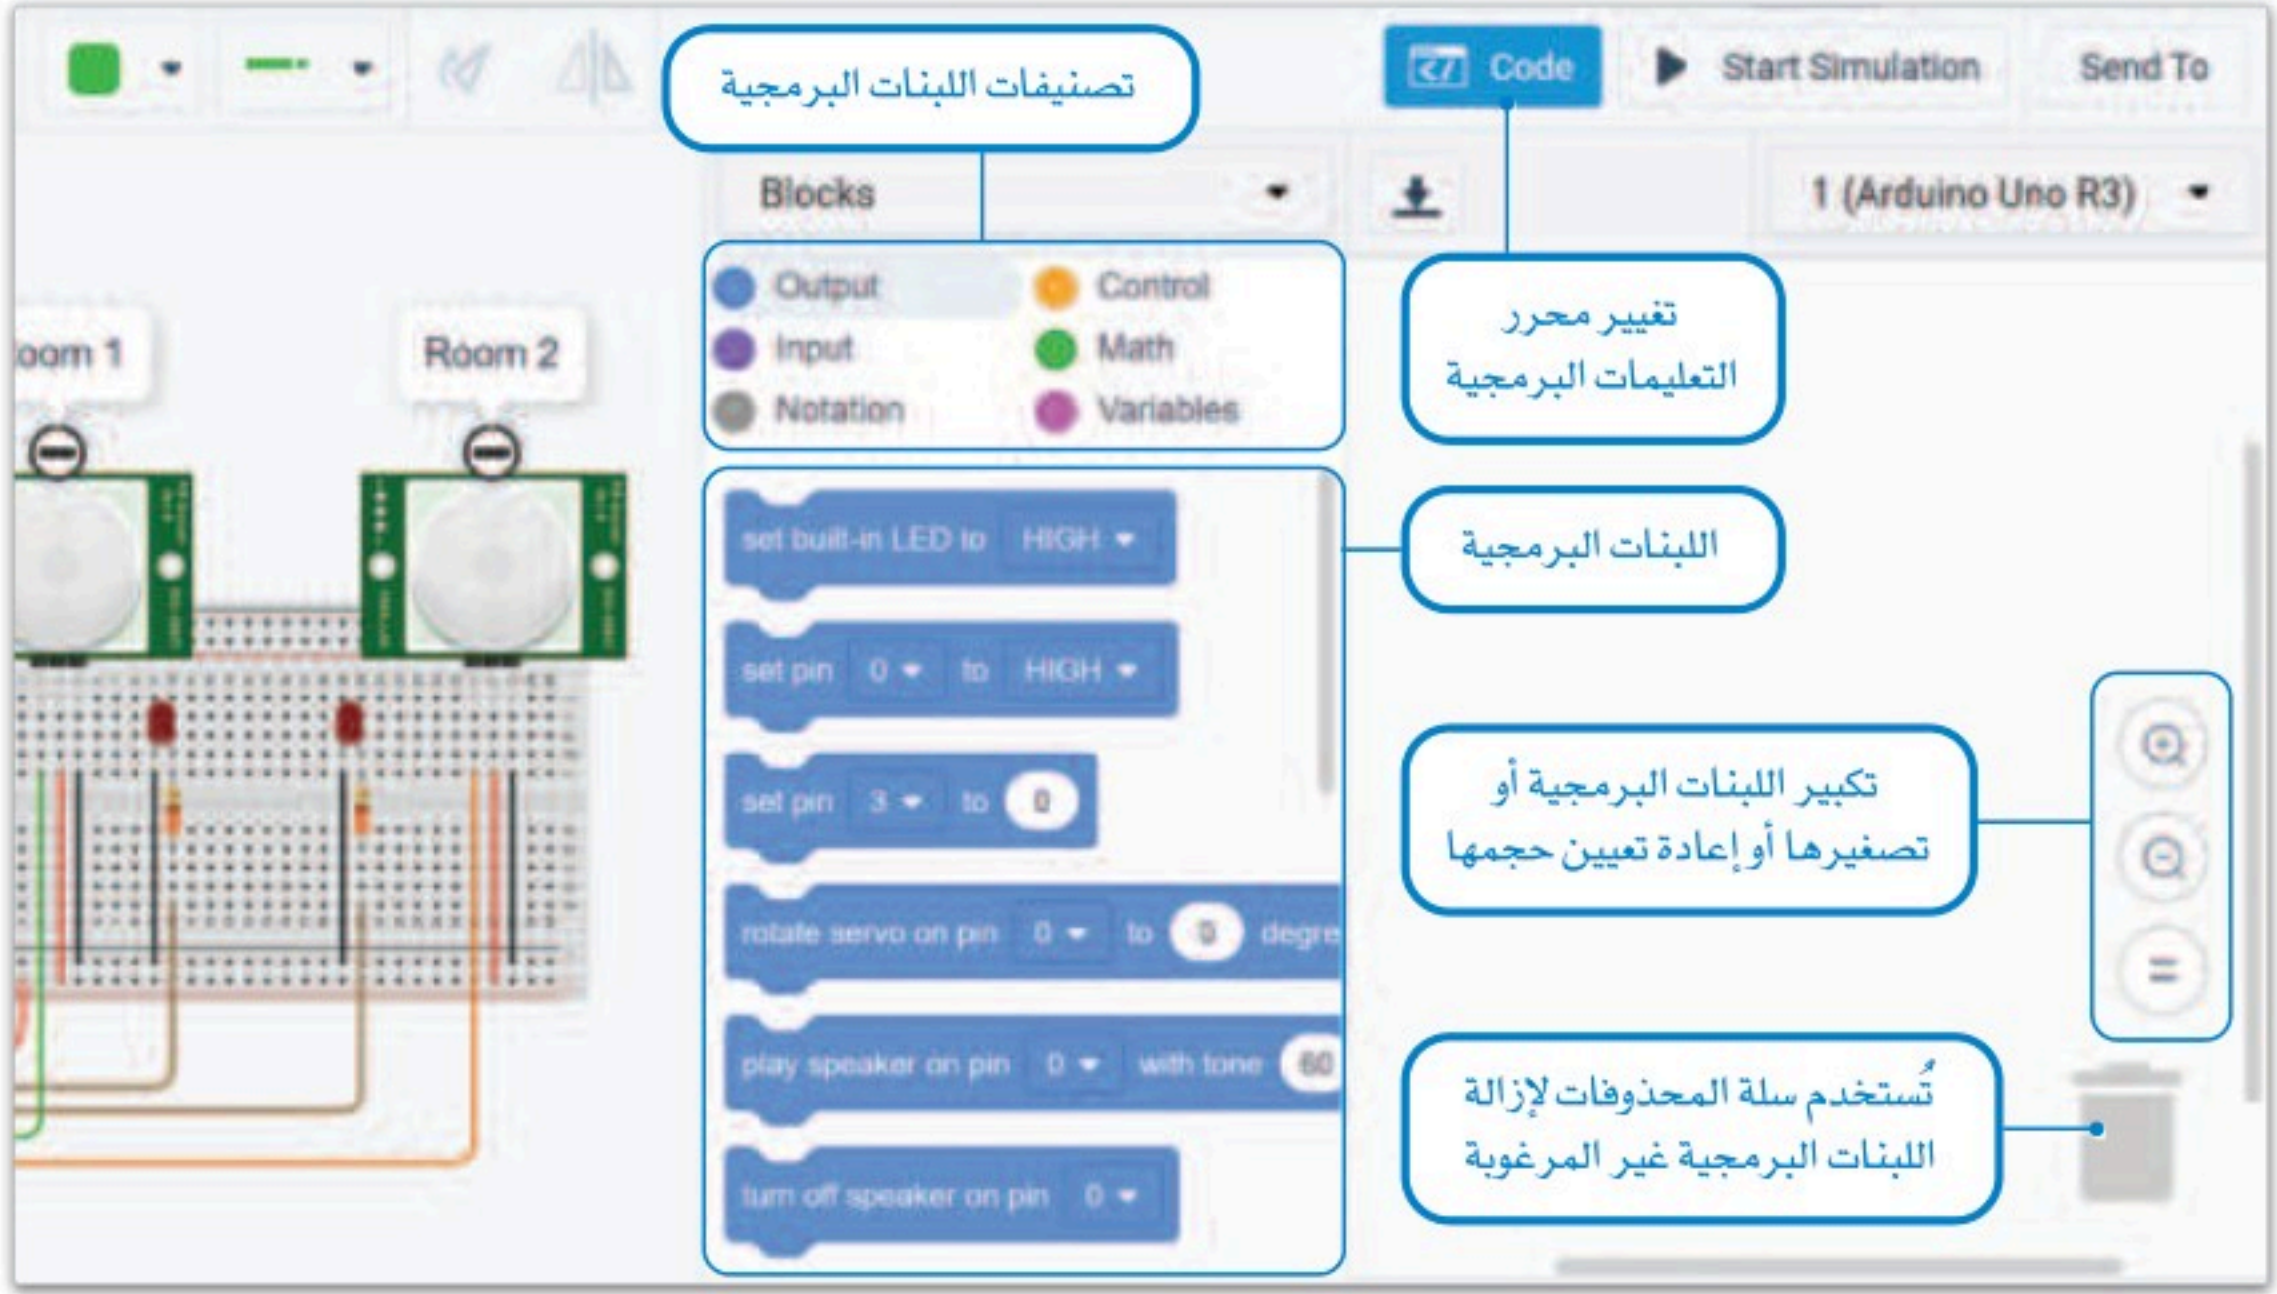 تصنيفات اللبنات البرمجية
Code
Start Simulation
Send To
Blocks
1 (Arduino Uno R3)
Output
Control
Input
Math
Notation
Variables
تغيير محرر
التعليمات البرمجية
oom 1
Room 2
set built-in LED to HIGH
اللبنات البرمجية
set pin 0 to HIGH
set pin 3 to 0
تكبير اللبنات البرمجية أو
تصغيرها أو إعادة تعيين حجمها
rotate servo on pin 0 to 0 degre
play speaker on pin 0 with tone 60
تُستخدم سلة المحذوفات لإزالة
اللبنات البرمجية غير المرغوبة
turn off speaker on pin 0